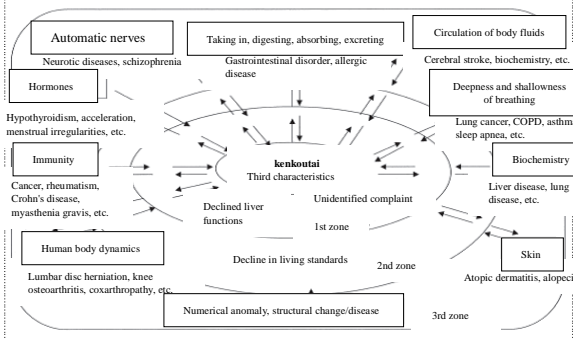 Automatic nerves
Taking in, digesting, absorbing, excreting
Circulation of body fluids
Neurotic diseases, schizophrenia
Gastrointestinal disorder, allergic
disease
Cerebral stroke, biochemistry, etc.
Hormones
Deepness and shallowness
of breathing
Hypothyroidism, acceleration,
menstrual irregularities, etc.
Lung cancer, COPD, asthm
sleep apnea, etc.
Immunity
kenkoutai
Third characteristics
Biochemistry
Cancer, rheumatism,
Crohn's disease,
myasthenia gravis, etc.
Liver disease, lung
disease, etc.
Declined liver
functions
Unidentified complaint
1st zone
Human body dynamics
Skin
Decline in living standards
2nd zone
Lumbar disc herniation, knee
osteoarthritis, coxarthropathy, etc.
Atopic dermatitis, alopeci
Numerical anomaly, structural change/disease
3rd zone